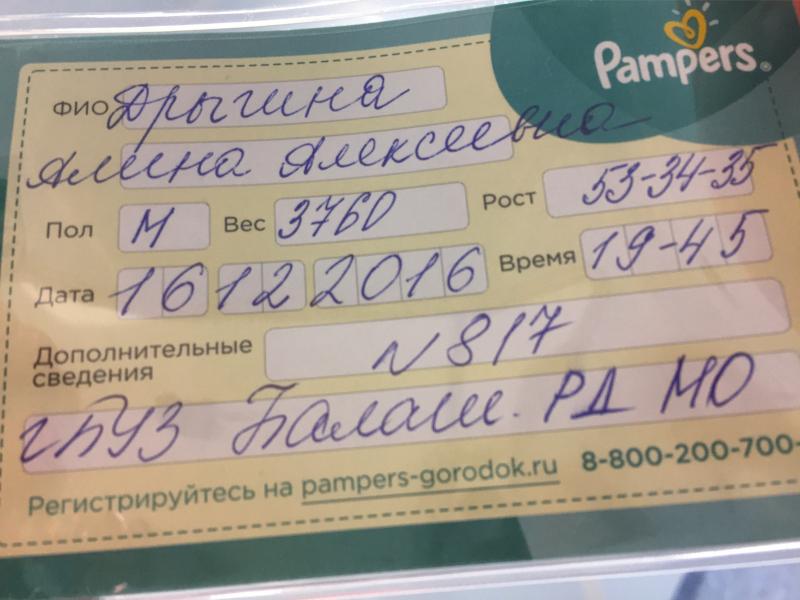 Pampers®
ФИО Дрыгина
Алина Алексеевна
Пол М Вес 3760 Рост 53-34-35
Дата 16 12 2016 Время 19-45
Дополнительные
сведения N 817
ГБУЗ Балаш. РД МО
Регистрируйтесь на pampers-gorodok.ru 8-800-200-700-